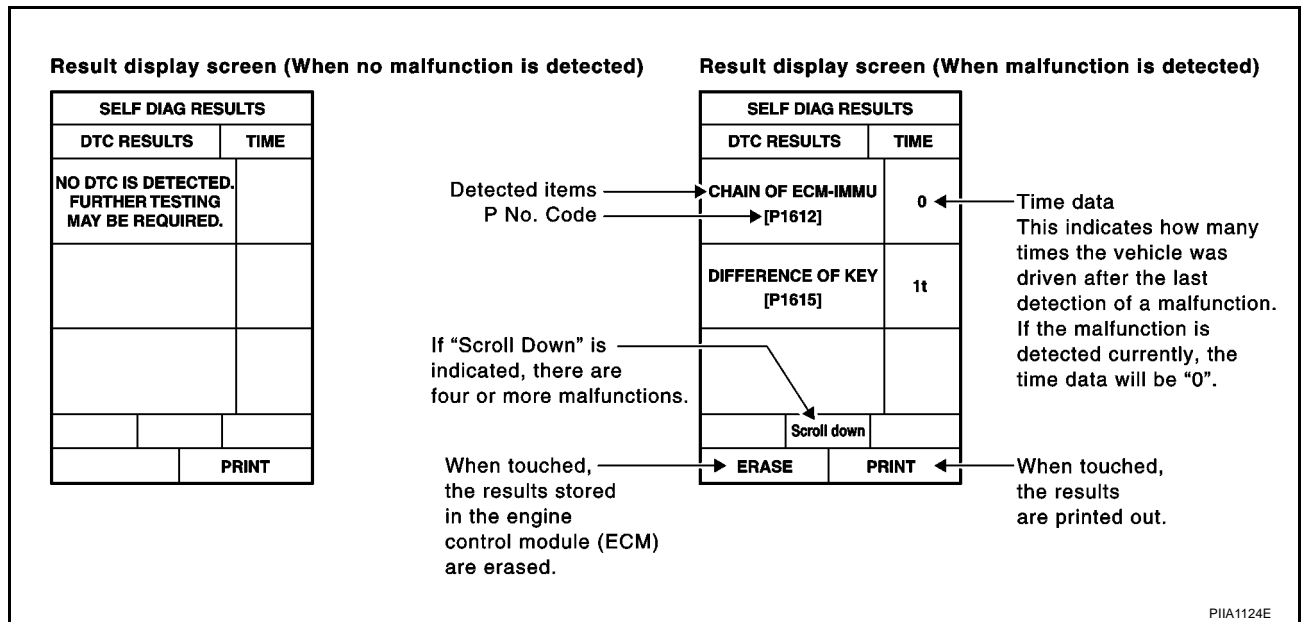 Result display screen (When no malfunction is detected)
SELF DIAG RESULTS
DTC RESULTS
TIME
NO DTC IS DETECTED.
FURTHER TESTING
MAY BE REQUIRED.
PRINT
Result display screen (When malfunction is detected)
SELF DIAG RESULTS
DTC RESULTS
TIME
Detected items
P No. Code
CHAIN OF ECM-IMMU
[P1612]
0
Time data
This indicates how many
times the vehicle was
driven after the last
detection of a malfunction.
If the malfunction is
detected currently, the
time data will be “0”.
DIFFERENCE OF KEY
[P1615]
1t
If “Scroll Down” is
indicated, there are
four or more malfunctions.
Scroll down
When touched,
the results stored
in the engine
control module (ECM)
are erased.
ERASE
PRINT
When touched,
the results
are printed out.
PIIA1124E